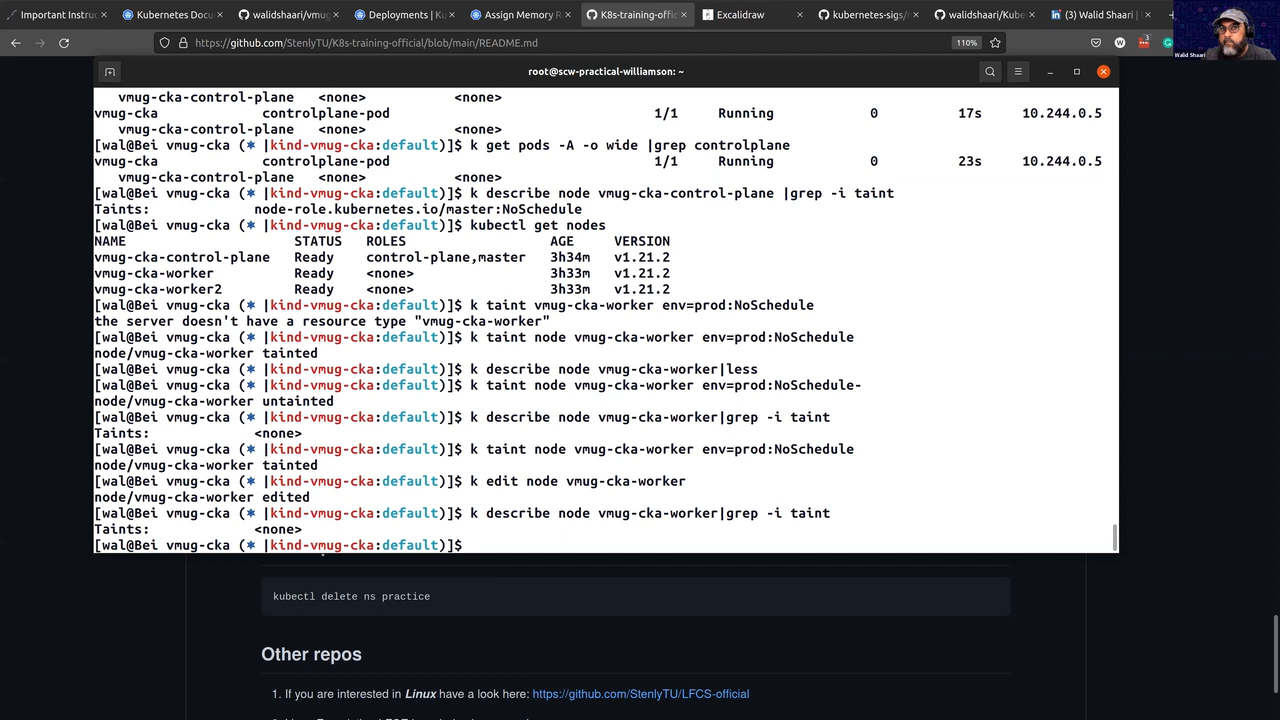 Important Instruc
Kubernetes Docu
walidshaari/vmug
Deployments | Ku
Assign Memory R
K8s-training-offic
Excalidraw
kubernetes-sigs/
walidshaari/Kube
(3) Walid Shaari |
https://github.com/StenlyTU/K8s-training-official/blob/main/README.md
110%
Walid Shaari
root@scw-practical-williamson: ~
vmug-cka-control-plane <none> <none>
vmug-cka controlplane-pod 1/1 Running 0 17s 10.244.0.5
vmug-cka-control-plane <none> <none>
[wal@Bei vmug-cka (⎈ |kind-vmug-cka:default)]$ k get pods -A -o wide |grep controlplane
vmug-cka controlplane-pod 1/1 Running 0 23s 10.244.0.5
vmug-cka-control-plane <none> <none>
[wal@Bei vmug-cka (⎈ |kind-vmug-cka:default)]$ k describe node vmug-cka-control-plane |grep -i taint
Taints: node-role.kubernetes.io/master:NoSchedule
[wal@Bei vmug-cka (⎈ |kind-vmug-cka:default)]$ kubectl get nodes
NAME STATUS ROLES AGE VERSION
vmug-cka-control-plane Ready control-plane,master 3h34m v1.21.2
vmug-cka-worker Ready <none> 3h33m v1.21.2
vmug-cka-worker2 Ready <none> 3h33m v1.21.2
[wal@Bei vmug-cka (⎈ |kind-vmug-cka:default)]$ k taint vmug-cka-worker env=prod:NoSchedule
the server doesn't have a resource type "vmug-cka-worker"
[wal@Bei vmug-cka (⎈ |kind-vmug-cka:default)]$ k taint node vmug-cka-worker env=prod:NoSchedule
node/vmug-cka-worker tainted
[wal@Bei vmug-cka (⎈ |kind-vmug-cka:default)]$ k describe node vmug-cka-worker|less
[wal@Bei vmug-cka (⎈ |kind-vmug-cka:default)]$ k taint node vmug-cka-worker env=prod:NoSchedule-
node/vmug-cka-worker untainted
[wal@Bei vmug-cka (⎈ |kind-vmug-cka:default)]$ k describe node vmug-cka-worker|grep -i taint
Taints: <none>
[wal@Bei vmug-cka (⎈ |kind-vmug-cka:default)]$ k taint node vmug-cka-worker env=prod:NoSchedule
node/vmug-cka-worker tainted
[wal@Bei vmug-cka (⎈ |kind-vmug-cka:default)]$ k edit node vmug-cka-worker
node/vmug-cka-worker edited
[wal@Bei vmug-cka (⎈ |kind-vmug-cka:default)]$ k describe node vmug-cka-worker|grep -i taint
Taints: <none>
[wal@Bei vmug-cka (⎈ |kind-vmug-cka:default)]$
kubectl delete ns practice
Other repos
1. If you are interested in Linux have a look here: https://github.com/StenlyTU/LFCS-official